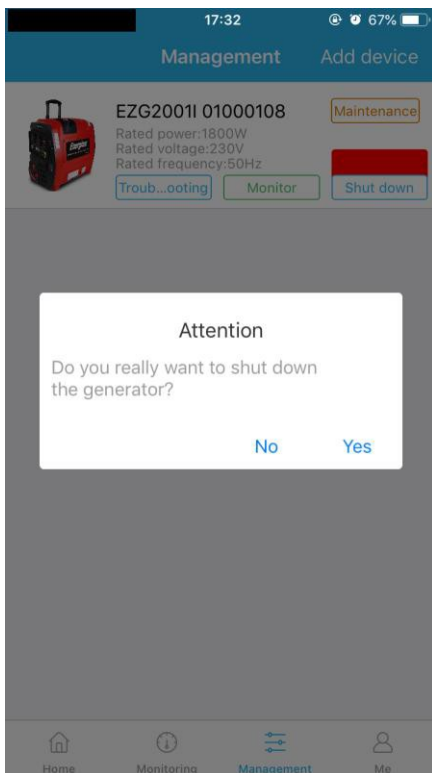 17:32
67%
Management
Add device
EZG2001I 01000108
Maintenance
Rated power:1800W
Rated voltage:230V
Rated frequency:50Hz
Troub...ooting
Monitor
Shut down
Attention
Do you really want to shut down
the generator?
No
Yes
Home
Monitoring
Management
Me